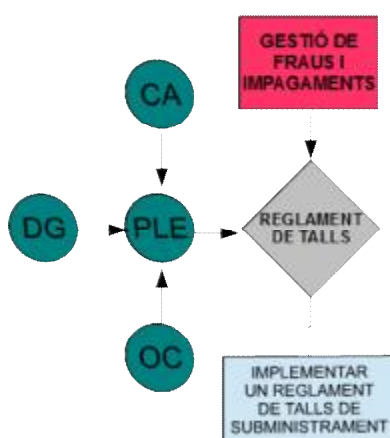 GESTIÓ DE
FRAUS I
IMPAGAMENTS
CA
DG
PLE
REGLAMENT
DE TALLS
OC
IMPLEMENTAR
UN REGLAMENT
DE TALLS DE
SUBMINISTRAMENT